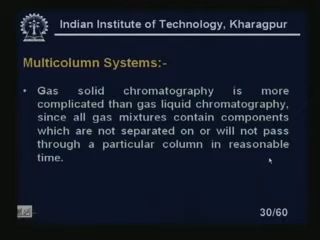 Indian Institute of Technology, Kharagpur
Multicolumn Systems:-
• Gas solid chromatography is more
complicated than gas liquid chromatography,
since all gas mixtures contain components
which are not separated on or will not pass
through a particular column in reasonable
time.
30/60